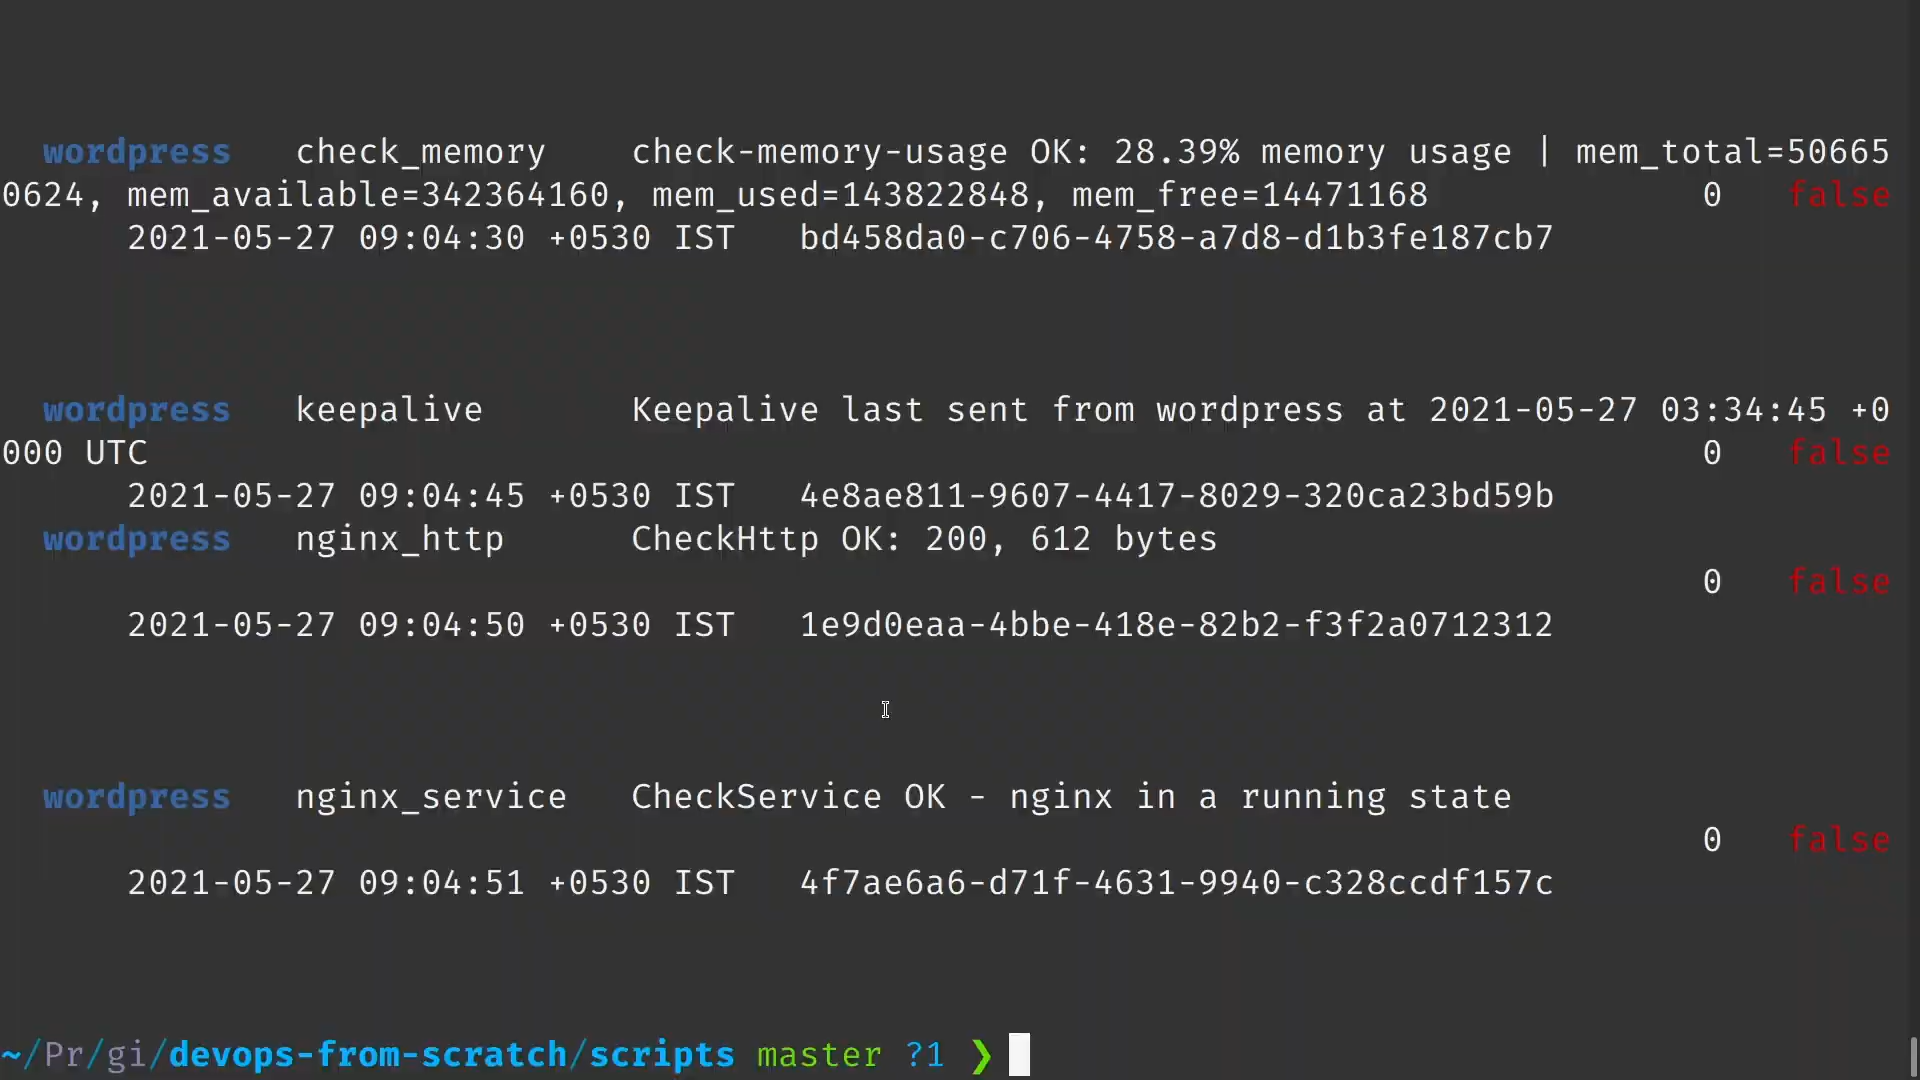 wordpress   check_memory    check-memory-usage OK: 28.39% memory usage | mem_total=50665
0624, mem_available=342364160, mem_used=143822848, mem_free=14471168             0   false
      2021-05-27 09:04:30 +0530 IST   bd458da0-c706-4758-a7d8-d1b3fe187cb7
wordpress   keepalive       Keepalive last sent from wordpress at 2021-05-27 03:34:45 +0
000 UTC                                                                          0   false
      2021-05-27 09:04:45 +0530 IST   4e8ae811-9607-4417-8029-320ca23bd59b
wordpress   nginx_http      CheckHttp OK: 200, 612 bytes
0   false
      2021-05-27 09:04:50 +0530 IST   1e9d0eaa-4bbe-418e-82b2-f3f2a0712312
wordpress   nginx_service   CheckService OK - nginx in a running state
0   false
      2021-05-27 09:04:51 +0530 IST   4f7ae6a6-d71f-4631-9940-c328ccdf157c
~/Pr/gi/devops-from-scratch/scripts master ?1 ❯